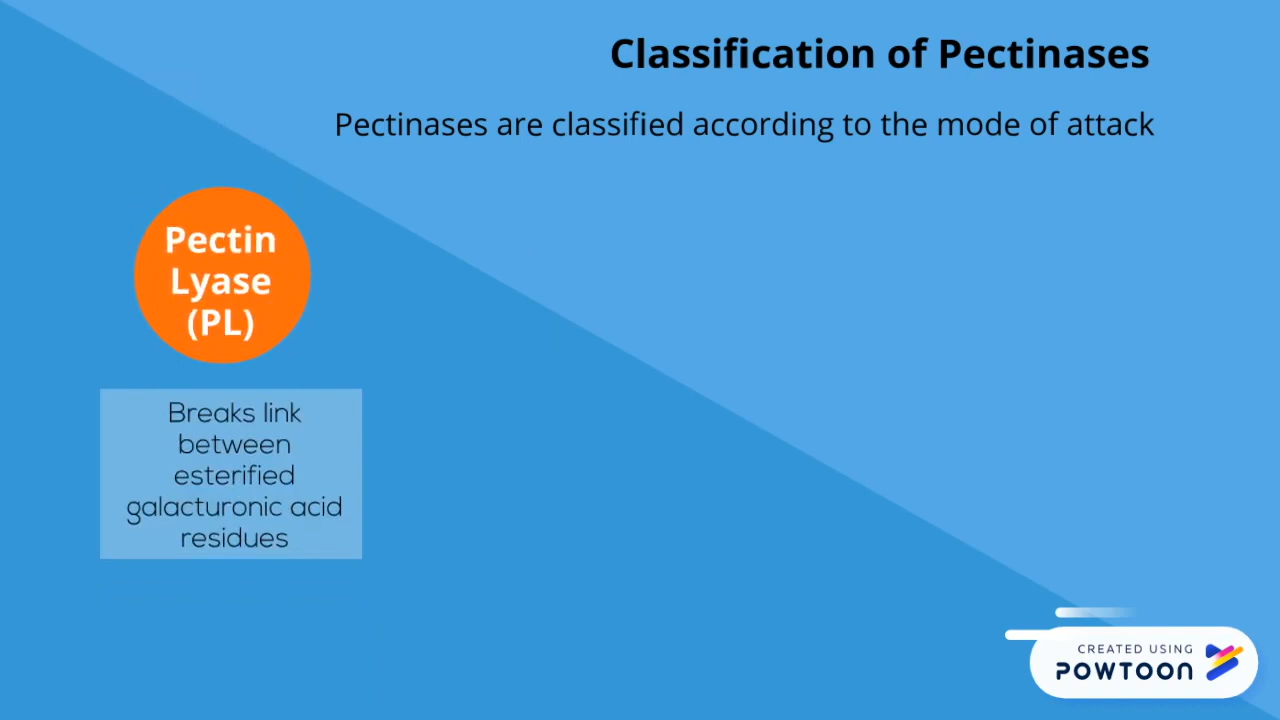 Classification of Pectinases
Pectinases are classified according to the mode of attack
Pectin
Lyase
(PL)
Breaks link
between
esterified
galacturonic acid
residues
CREATED USING
POWTOON